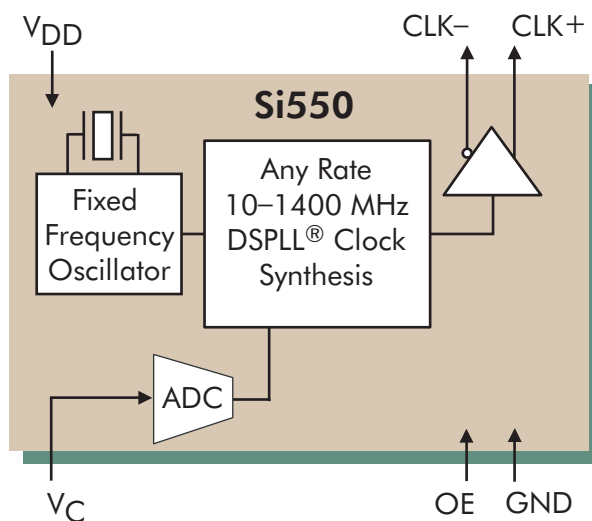 VDD
CLK– CLK+
Si550
Any Rate
10–1400 MHz
DSPLL® Clock
Synthesis
Fixed
Frequency
Oscillator
ADC
VC
OE GND